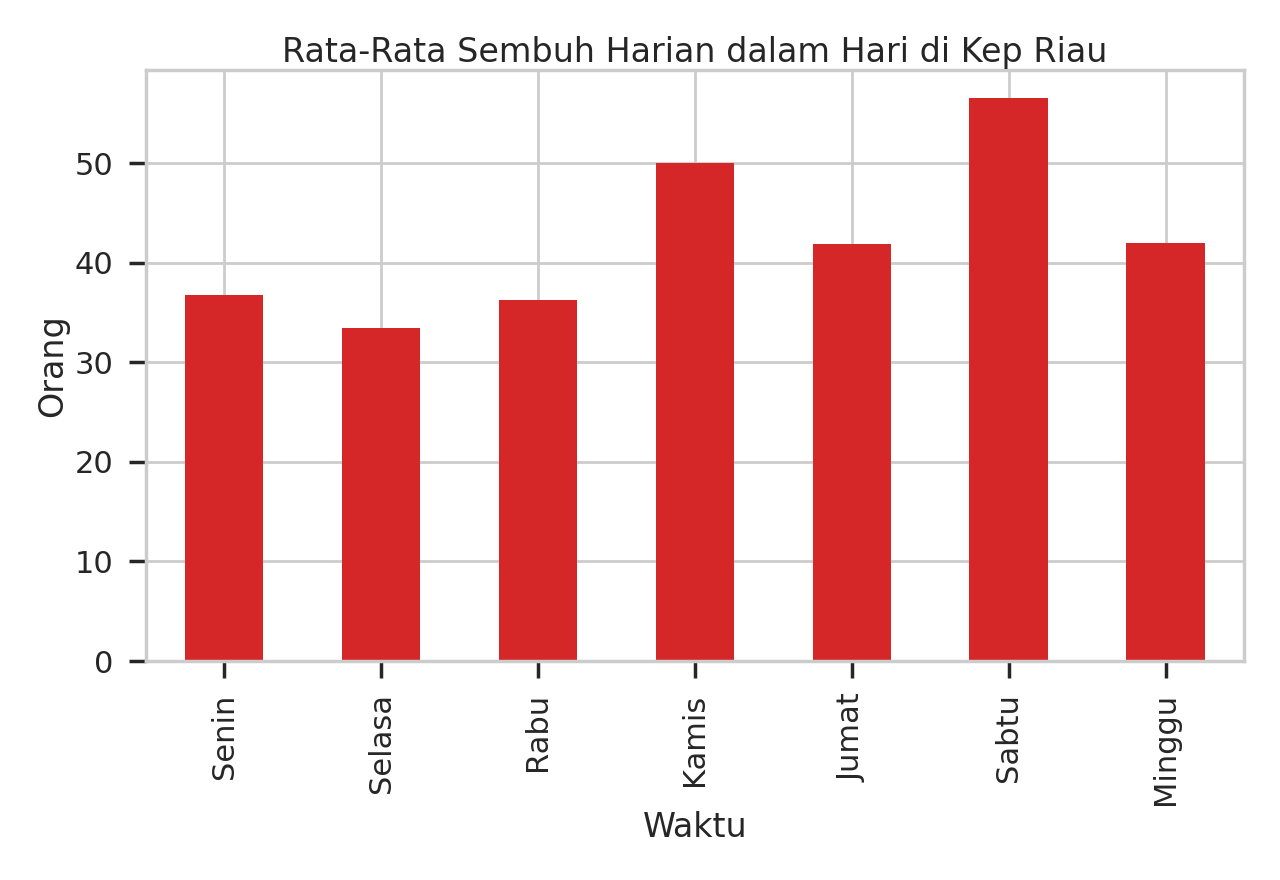 Rata-Rata Sembuh Harian dalam Hari di Kep Riau
Orang
50
40
30
20
10
0
Senin
Selasa
Rabu
Kamis
Jumat
Sabtu
Minggu
Waktu